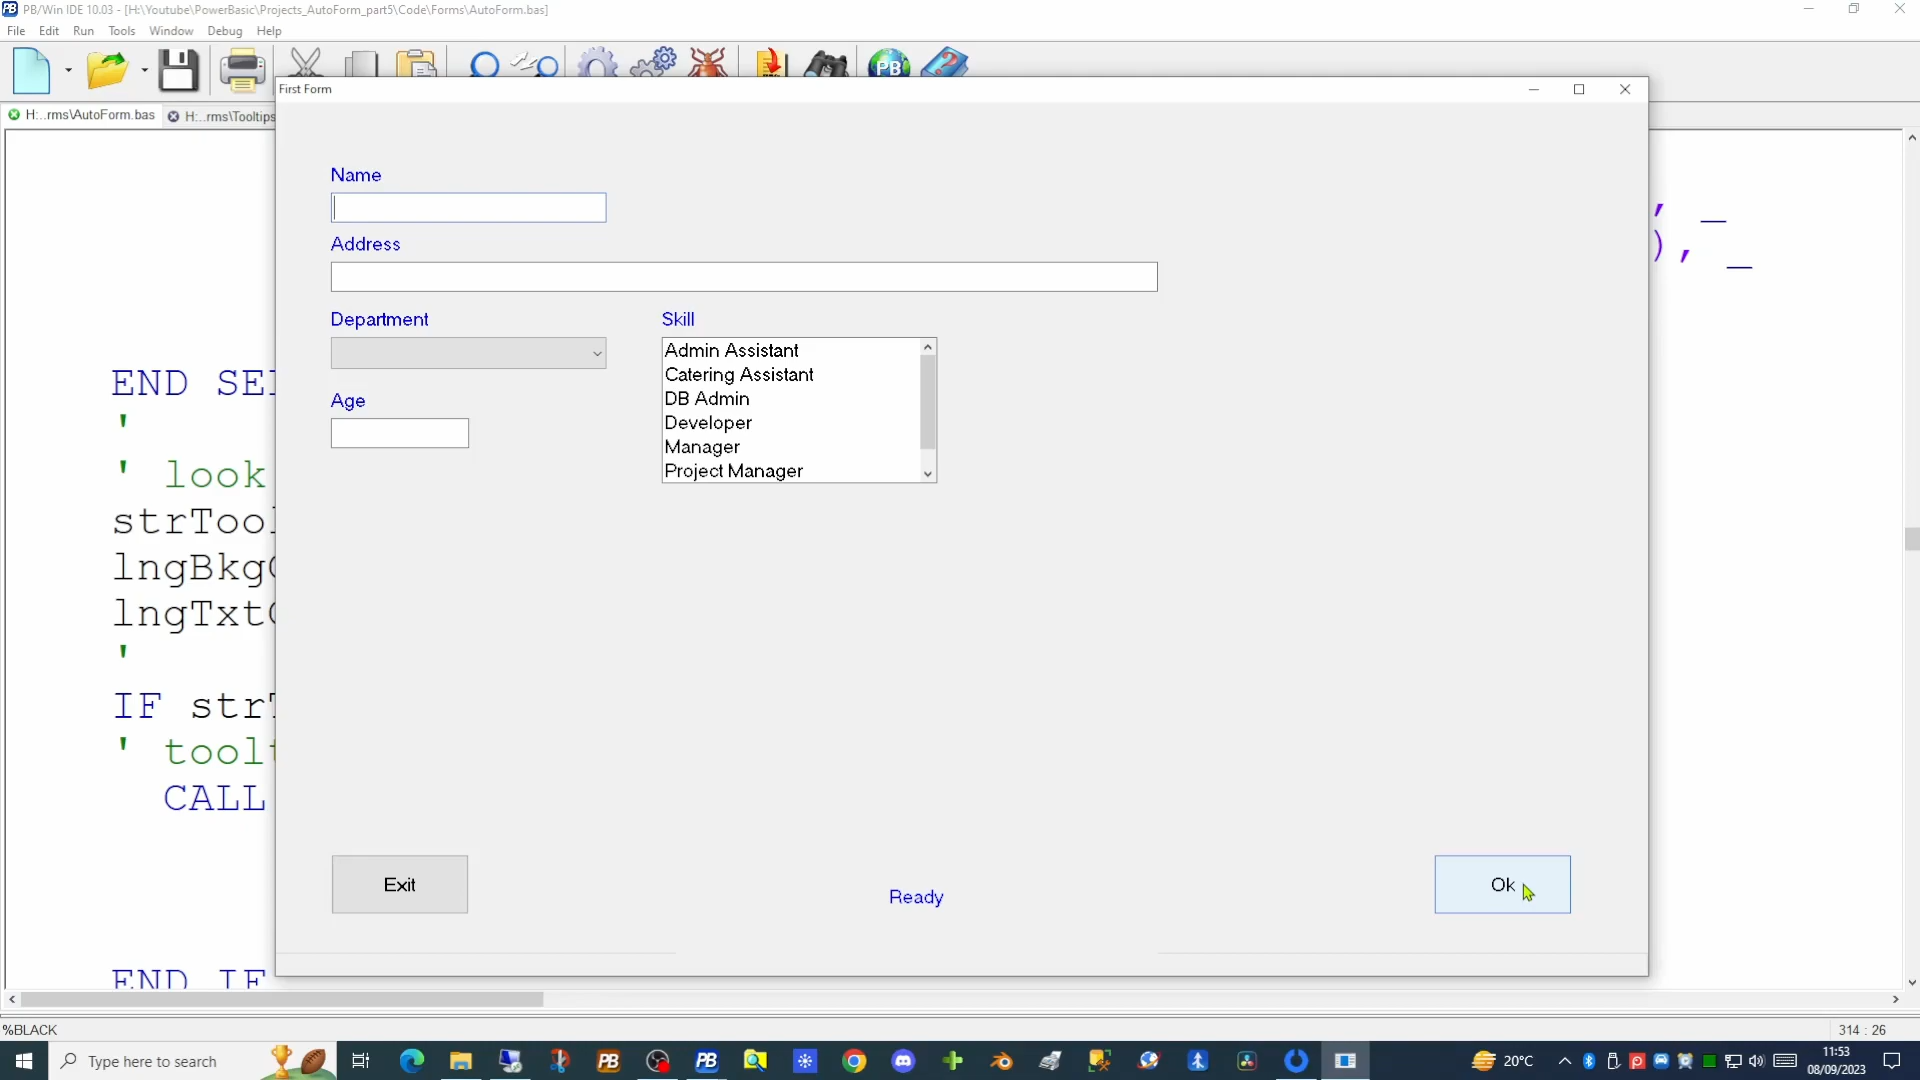 PB/Win IDE 10.03 - [H:\Youtube\PowerBasic\Projects_AutoForm_part5\Code\Forms\AutoForm.bas]
File Edit Run Tools Window Debug Help
PB
H:..rms\AutoForm.bas H:..rms\Tooltips
First Form
Name
, _
Address
), _
Department
Skill
Admin Assistant
Catering Assistant
DB Admin
Developer
Manager
Project Manager
Age
END SE
'
' look
strTool
lngBkg
lngTxt
'
IF str
' toolt
CALL
END IF
Exit
Ready
Ok
%BLACK
314 : 26
Type here to search
20°C
11:53
08/09/2023